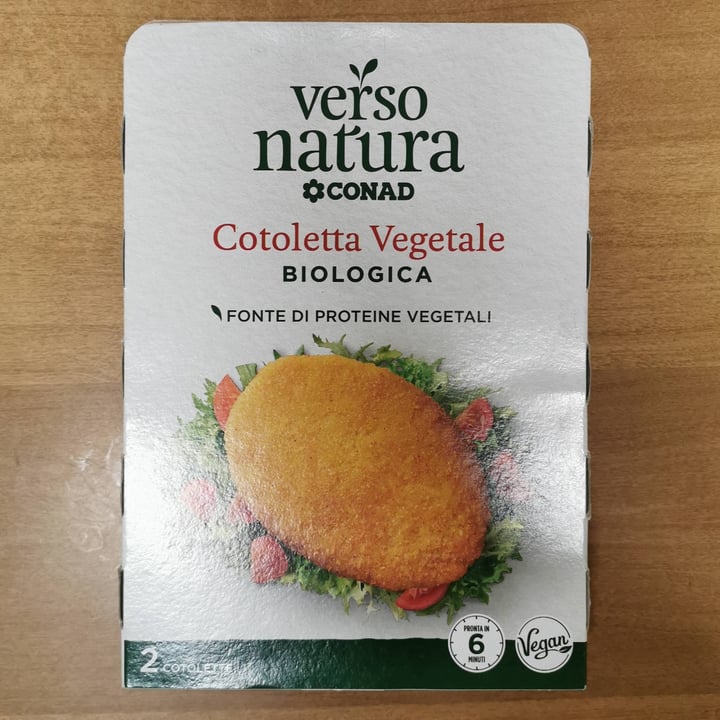 verso
natura
CONAD
Cotoletta Vegetale
BIOLOGICA
FONTE DI PROTEINE VEGETALI
PRONTA IN
6
MINUTI
Vegan
2 COTOLETTE